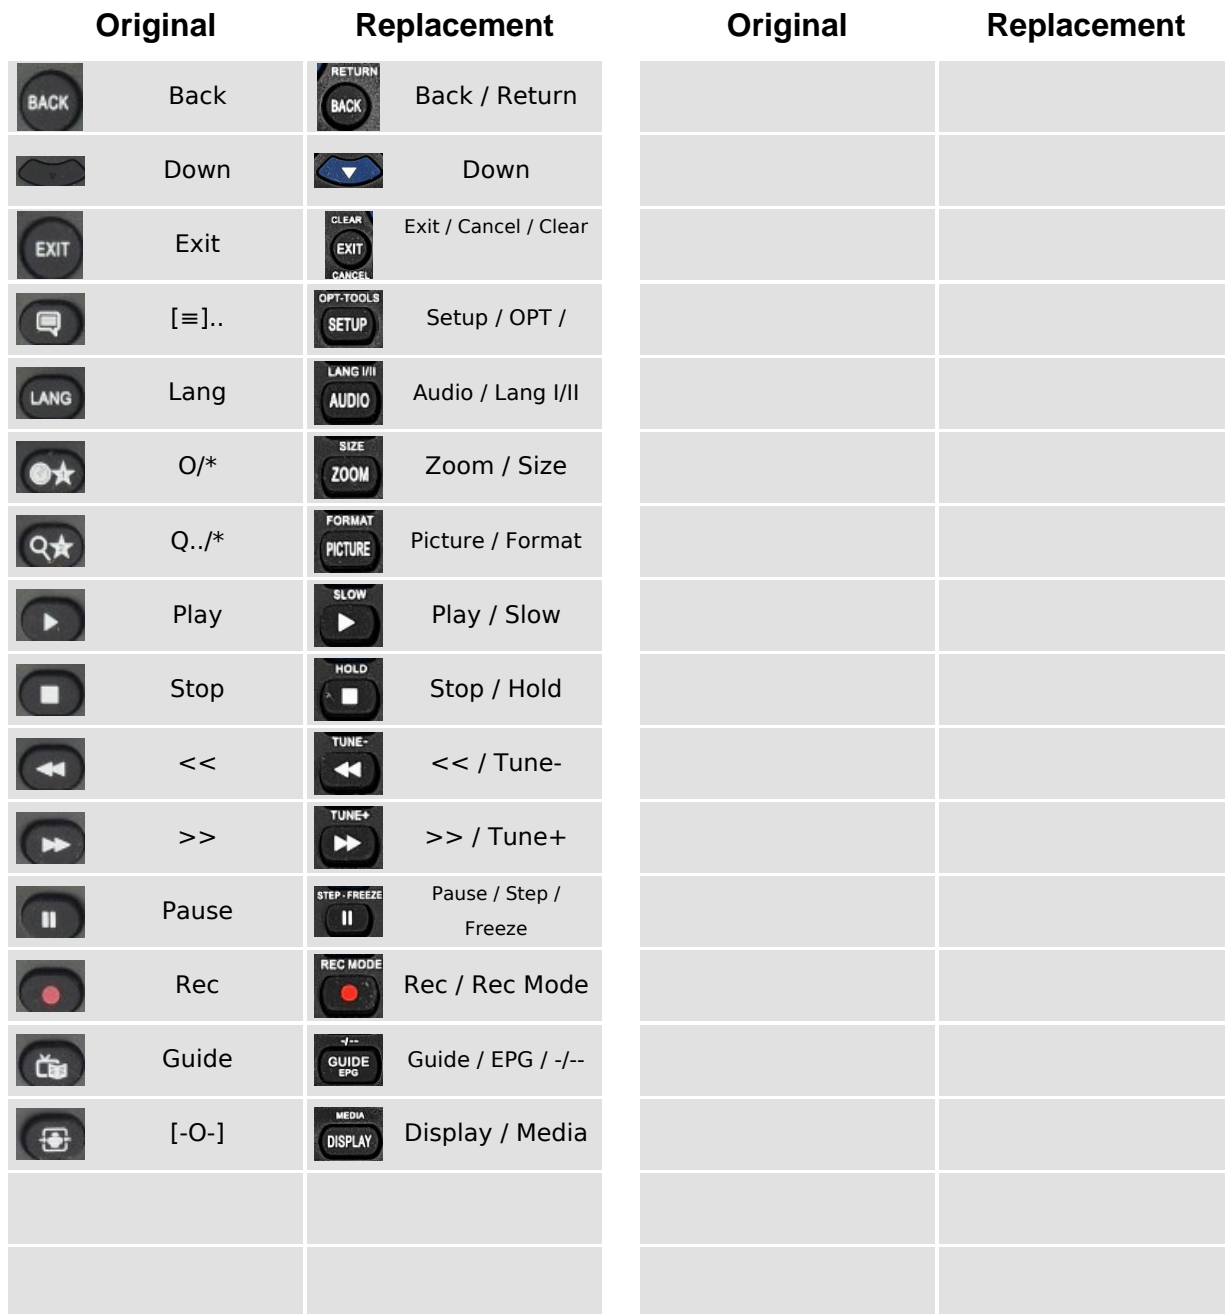 Original Replacement Original Replacement
BACK Back RETURN BACK Back / Return
Down Down
EXIT Exit CLEAR EXIT CANCEL Exit / Cancel / Clear
[≡].. OPT-TOOLS SETUP Setup / OPT /
LANG Lang LANG I/II AUDIO Audio / Lang I/II
O/* SIZE ZOOM Zoom / Size
Q../* FORMAT PICTURE Picture / Format
Play SLOW Play / Slow
Stop HOLD Stop / Hold
<< TUNE- << / Tune-
>> TUNE+ >> / Tune+
Pause STEP-FREEZE Pause / Step /
Freeze
Rec REC MODE Rec / Rec Mode
Guide -/-- GUIDE EPG Guide / EPG / -/--
[-O-] MEDIA DISPLAY Display / Media